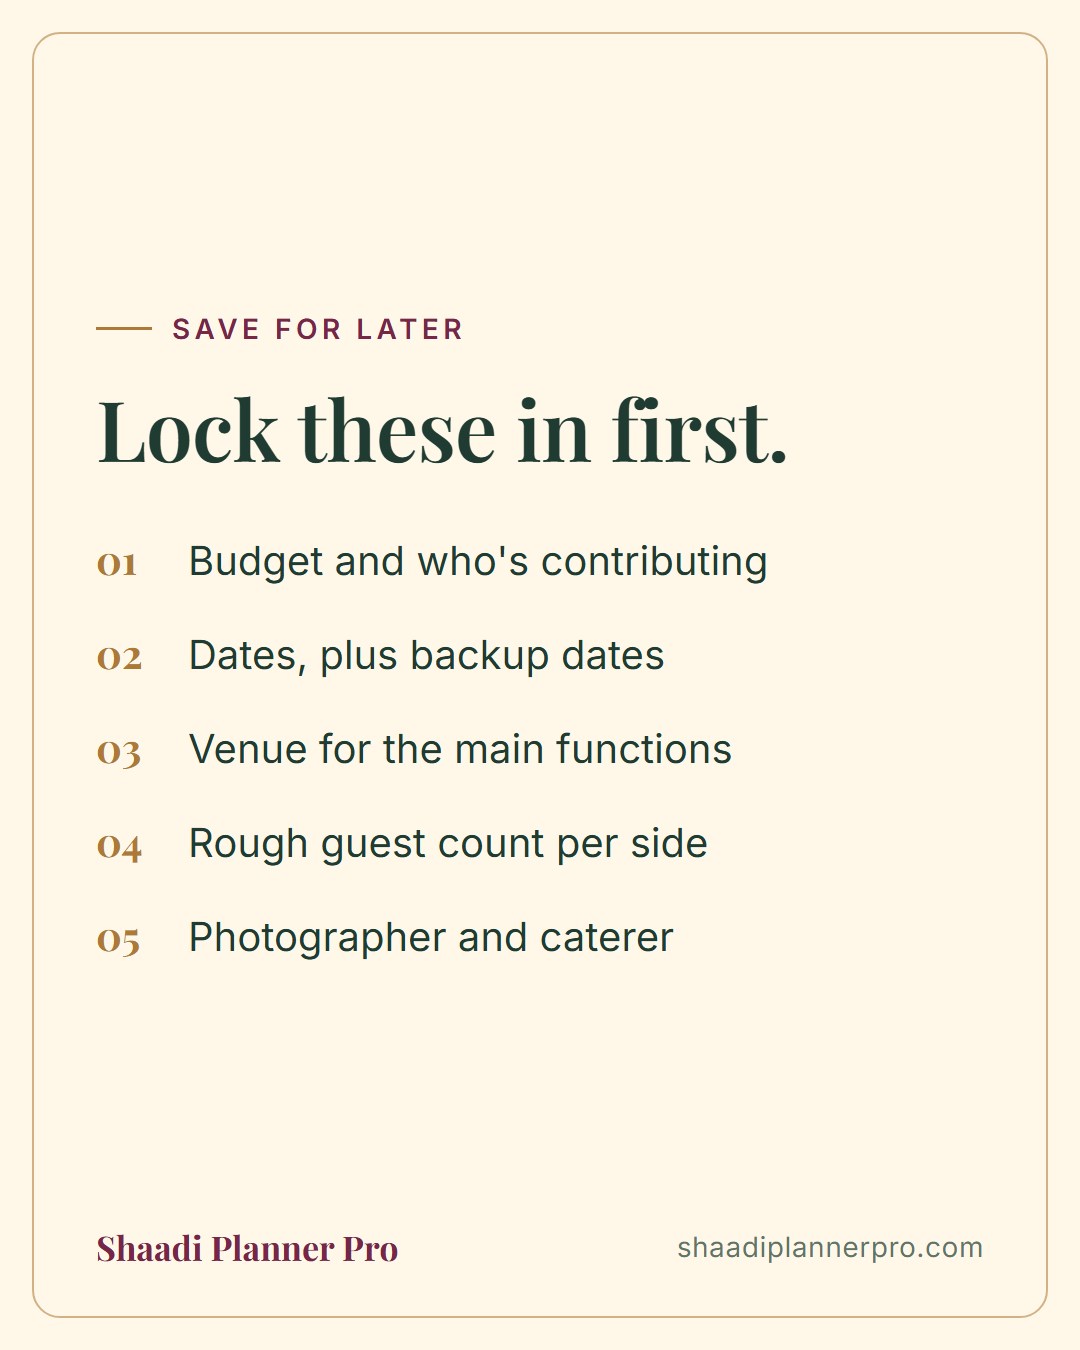 SAVE FOR LATER
Lock these in first.
01 Budget and who's contributing
02 Dates, plus backup dates
03 Venue for the main functions
04 Rough guest count per side
05 Photographer and caterer
Shaadi Planner Pro
shaadiplannerpro.com